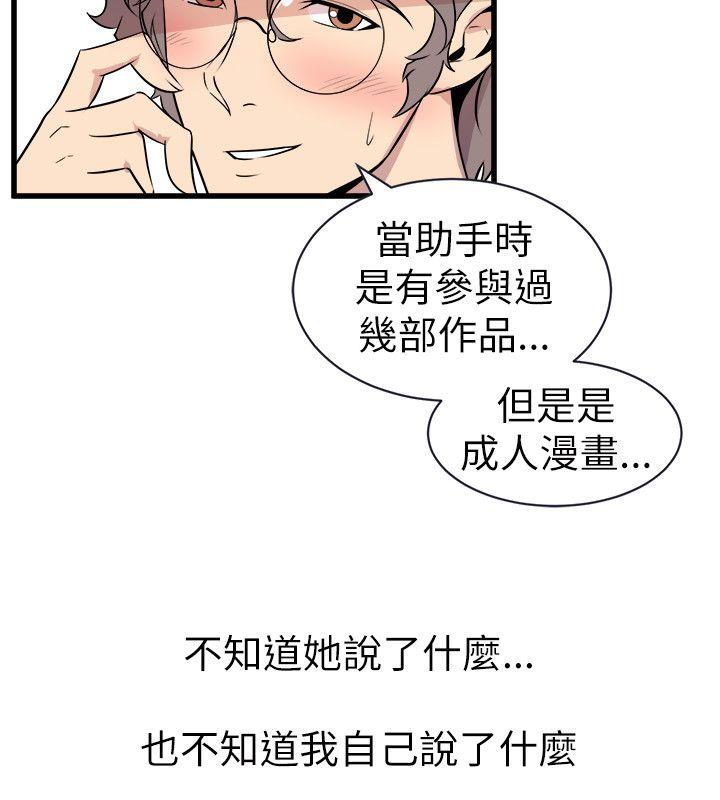 當助手時
是有參與過
幾部作品...
但是是
成人漫畫...
不知道她說了什麼...
也不知道我自己說了什麼